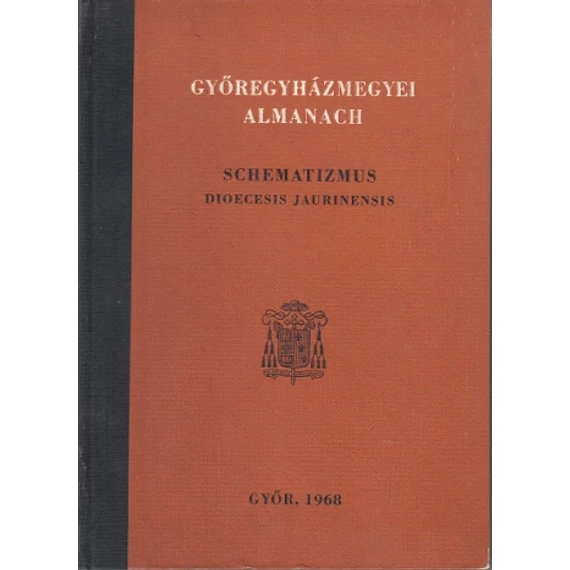 GYŐREGYHÁZMEGYEI
ALMANACH
SCHEMATIZMUS
DIOECESIS JAURINENSIS
GYŐR, 1968